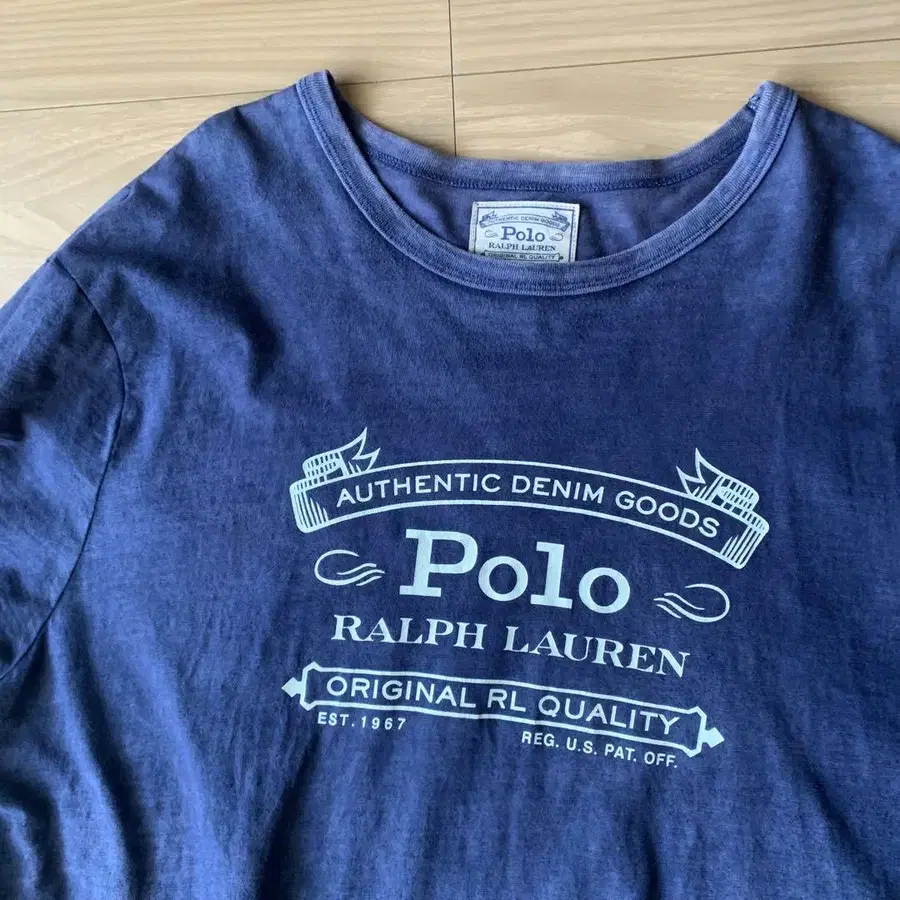 AUTHENTIC DENIM GOODS
Polo
RALPH LAUREN
ORIGINAL RL QUALITY
AUTHENTIC DENIM GOODS
Polo
RALPH LAUREN
ORIGINAL RL QUALITY
EST. 1967
REG. U.S. PAT. OFF.